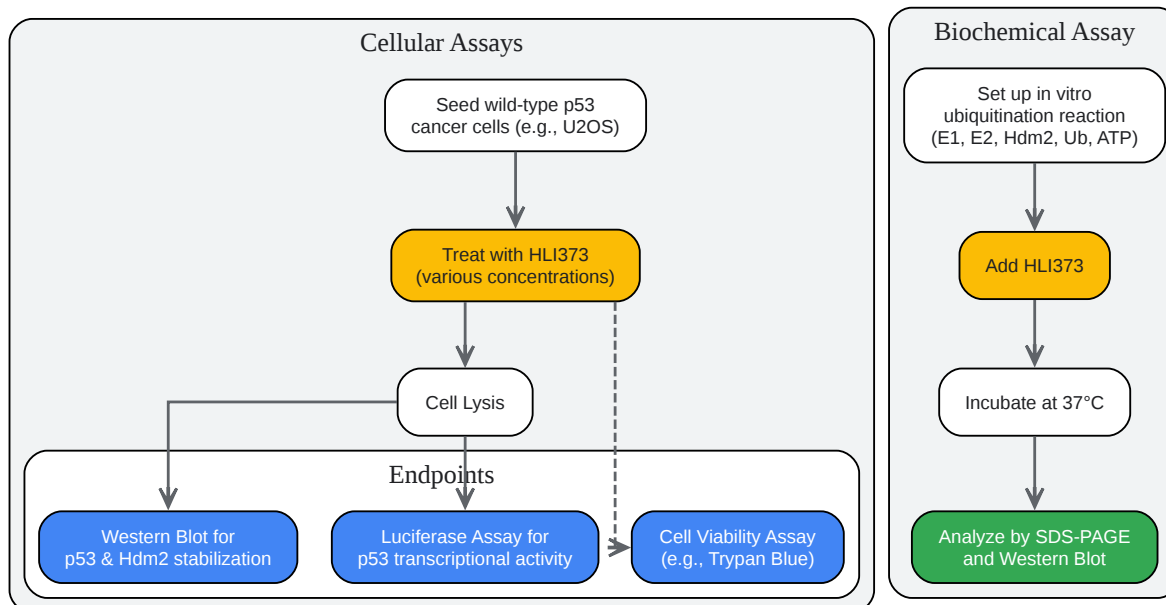 Cellular Assays
Seed wild-type p53
cancer cells (e.g., U2OS)
Treat with HLI373
(various concentrations)
Cell Lysis
Endpoints
Western Blot for
p53 & Hdm2 stabilization
Luciferase Assay for
p53 transcriptional activity
Cell Viability Assay
(e.g., Trypan Blue)
Biochemical Assay
Set up in vitro
ubiquitination reaction
(E1, E2, Hdm2, Ub, ATP)
Add HLI373
Incubate at 37°C
Analyze by SDS-PAGE
and Western Blot